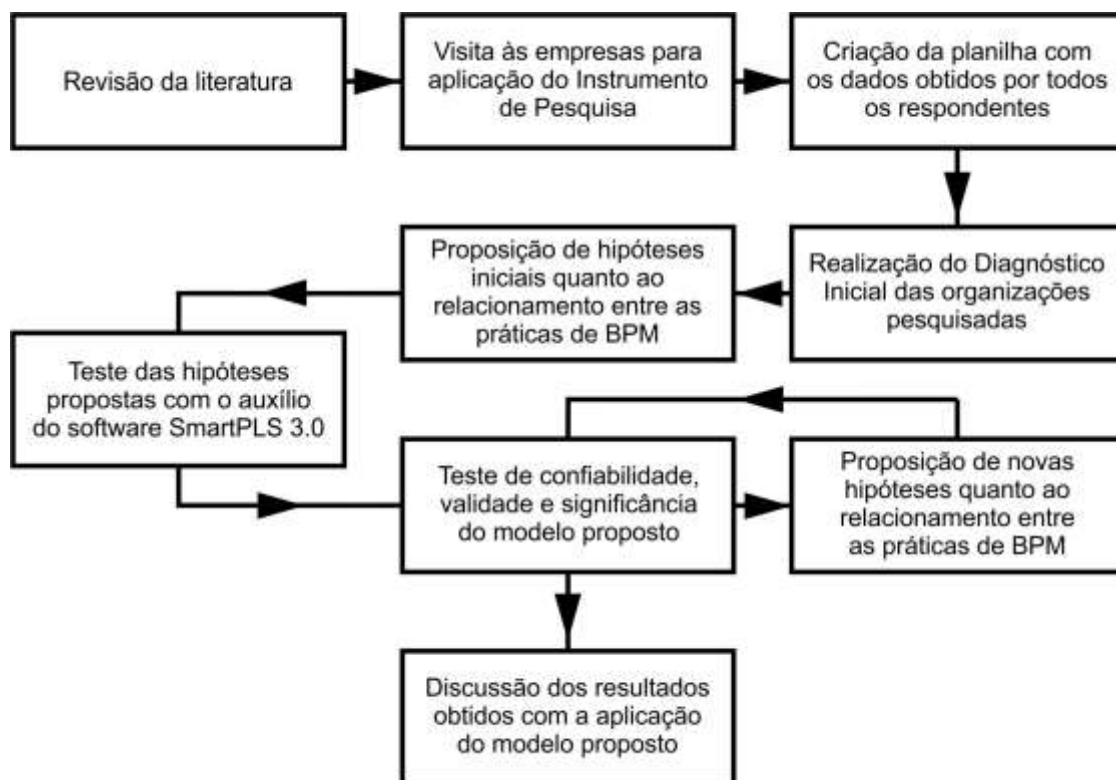 Revisão da literatura
Visita às empresas para
aplicação do Instrumento
de Pesquisa
Criação da planilha com
os dados obtidos por todos
os respondentes
Realização do Diagnóstico
Inicial das organizações
pesquisadas
Proposição de hipóteses
iniciais quanto ao
relacionamento entre as
práticas de BPM
Teste das hipóteses
propostas com o auxílio
do software SmartPLS 3.0
Teste de confiabilidade,
validade e significância
do modelo proposto
Proposição de novas
hipóteses quanto ao
relacionamento entre
as práticas de BPM
Discussão dos resultados
obtidos com a aplicação
do modelo proposto